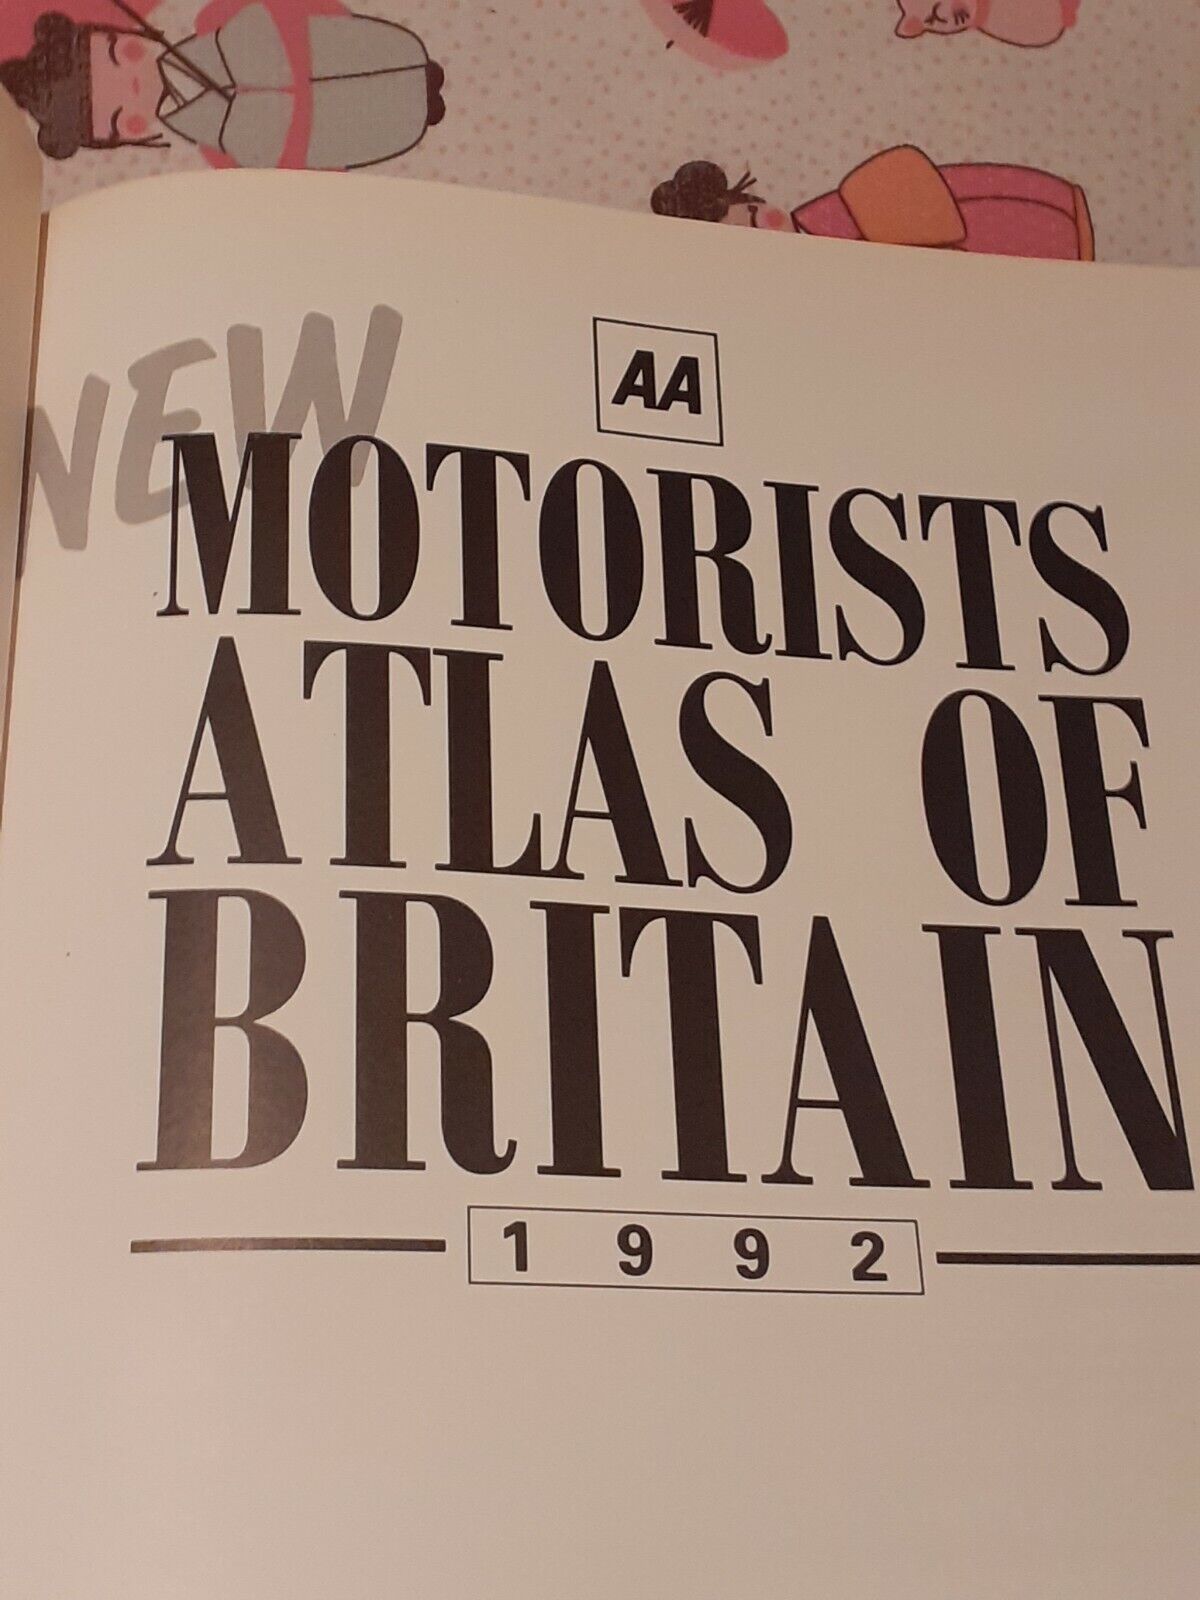 AA
NEW
MOTORISTS
ATLAS OF
BRITAIN
1992